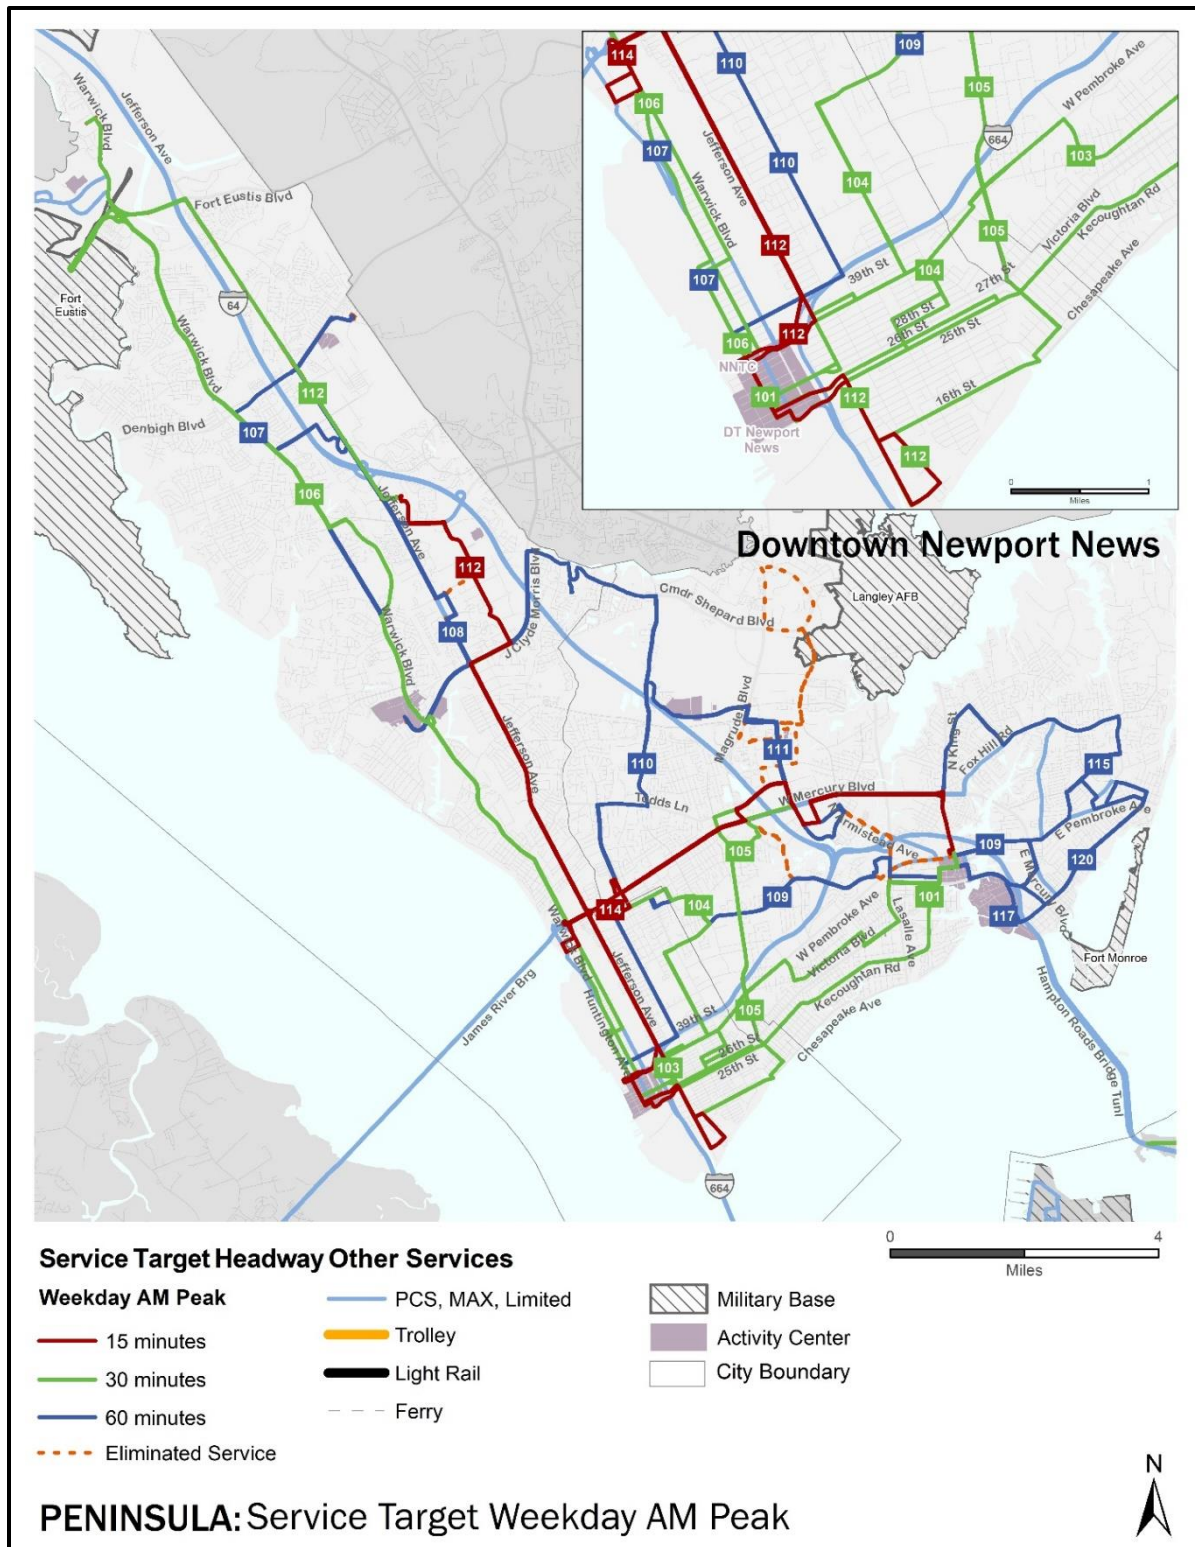 114
109
110
105
W Pembroke Ave
106
664
107
Jefferson Ave
110
103
104
Warwick Blvd
Victoria Blvd
Kecoughtan Rd
105
112
39th St
104
107
27th St
Chesapeake Ave
28th St
26th St
25th St
112
106
NNTC
101
112
16th St
DT Newport
News
112
0
1
Miles
Downtown Newport News
Warwick Blvd
Jefferson Ave
Fort Eustis Blvd
Fort
Eustis
64
Warwick Blvd
112
Denbigh Blvd
107
106
Jefferson Ave
112
J Clyde Morris Blvd
Cmdr Shepard Blvd
Langley AFB
108
Warwick Blvd
Jefferson Ave
Magruder Blvd
N King St
Fox Hill Rd
111
110
115
W Mercury Blvd
Todds Ln
N Armistead Ave
E Pembroke Ave
109
105
120
E Mercury Blvd
109
104
114
101
Lasalle Ave
117
W Pembroke Ave
Warwick Blvd
Victoria Blvd
Fort Monroe
Jefferson Ave
Kecoughtan Rd
James River Brg
Huntington Ave
39th St
105
Chesapeake Ave
Hampton Roads Bridge Tunl
26th St
103
25th St
664
Service Target Headway Other Services
0
4
Miles
Weekday AM Peak
PCS, MAX, Limited
Military Base
15 minutes
Trolley
Activity Center
30 minutes
Light Rail
City Boundary
60 minutes
Ferry
Eliminated Service
N
PENINSULA: Service Target Weekday AM Peak